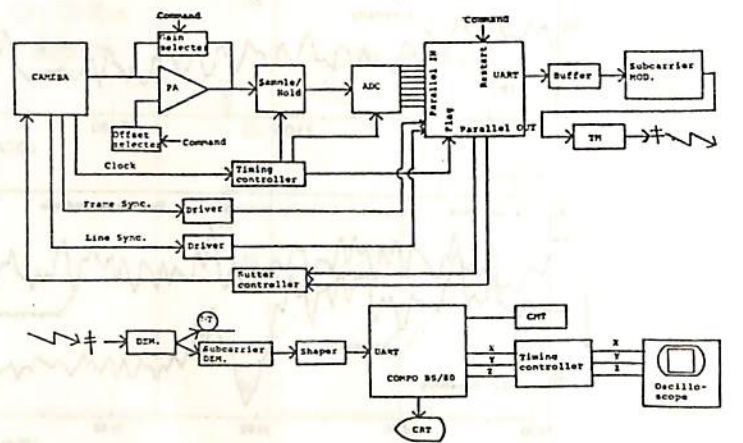 Command
Gain
selector
CAMERA
PA
Sample/
Hold
ADC
Offset
selector
Command
Clock
Timing
controller
Frame Sync.
Driver
Line Sync.
Driver
Sutter
controller
Command
Parallel IN
Flag
Restart
UART
Parallel OUT
Buffer
Subcarrier
MOD.
TM
DEM.
Subcarrier
DEM.
Shaper
UART
COMPO BS/80
CMT
CRT
X
Y
Z
Timing
controller
X
Y
Z
Oscillo-
scope